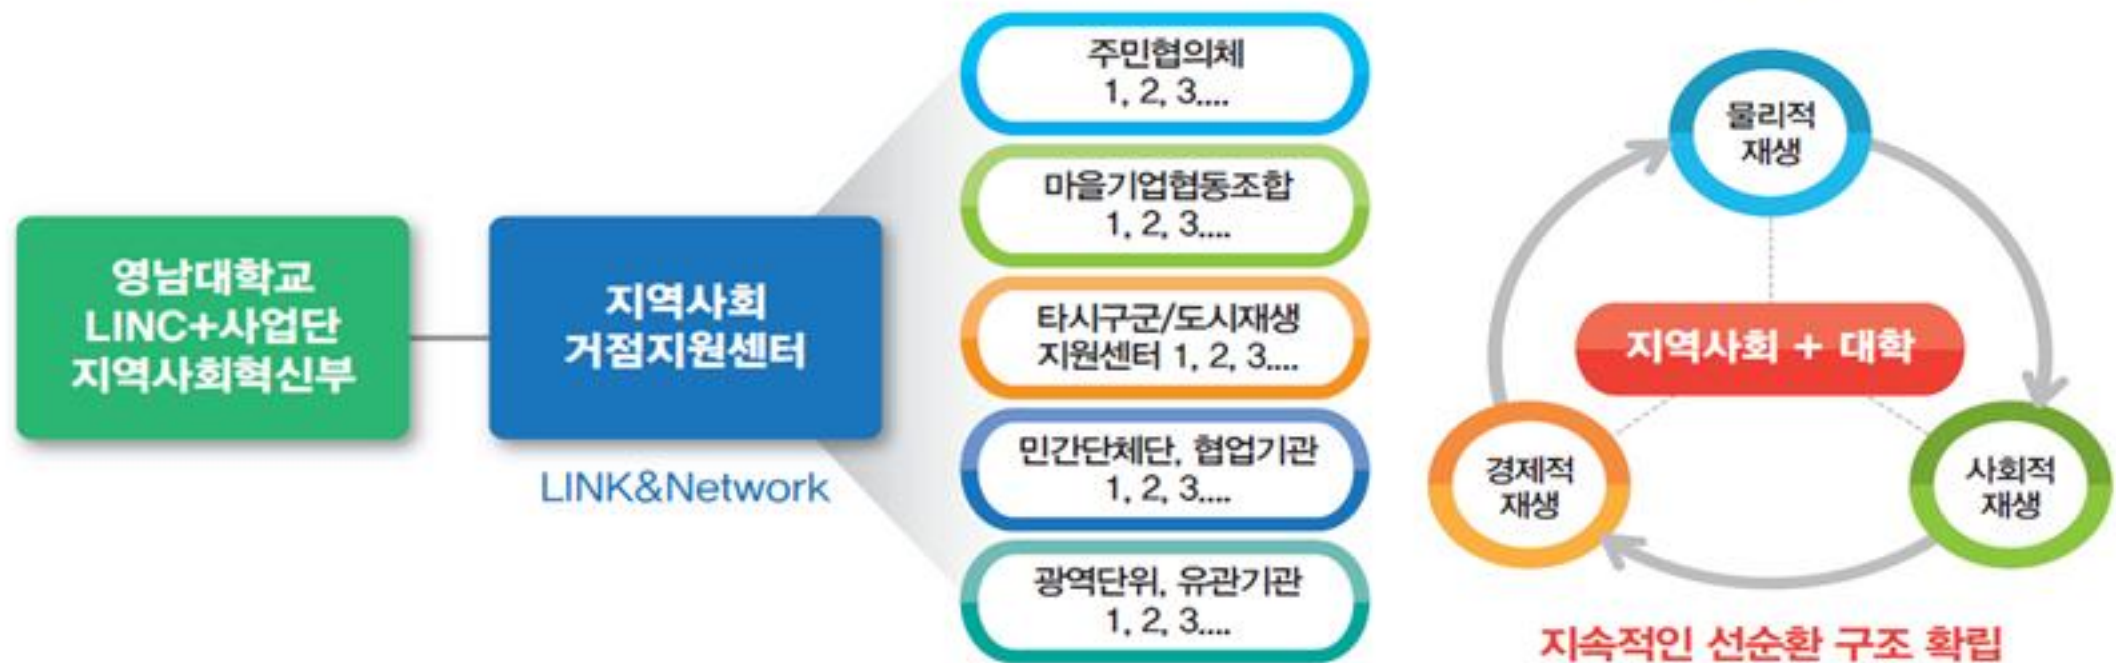 영남대학교
LINC+사업단
지역사회혁신부
지역사회
거점지원센터
LINK&Network
주민협의체
1, 2, 3....
마을기업협동조합
1, 2, 3....
타시구군/도시재생
지원센터 1, 2, 3....
민간단체단, 협업기관
1, 2, 3....
광역단위, 유관기관
1, 2, 3....
물리적
재생
지역사회 + 대학
경제적
재생
사회적
재생
지속적인 선순환 구조 확립